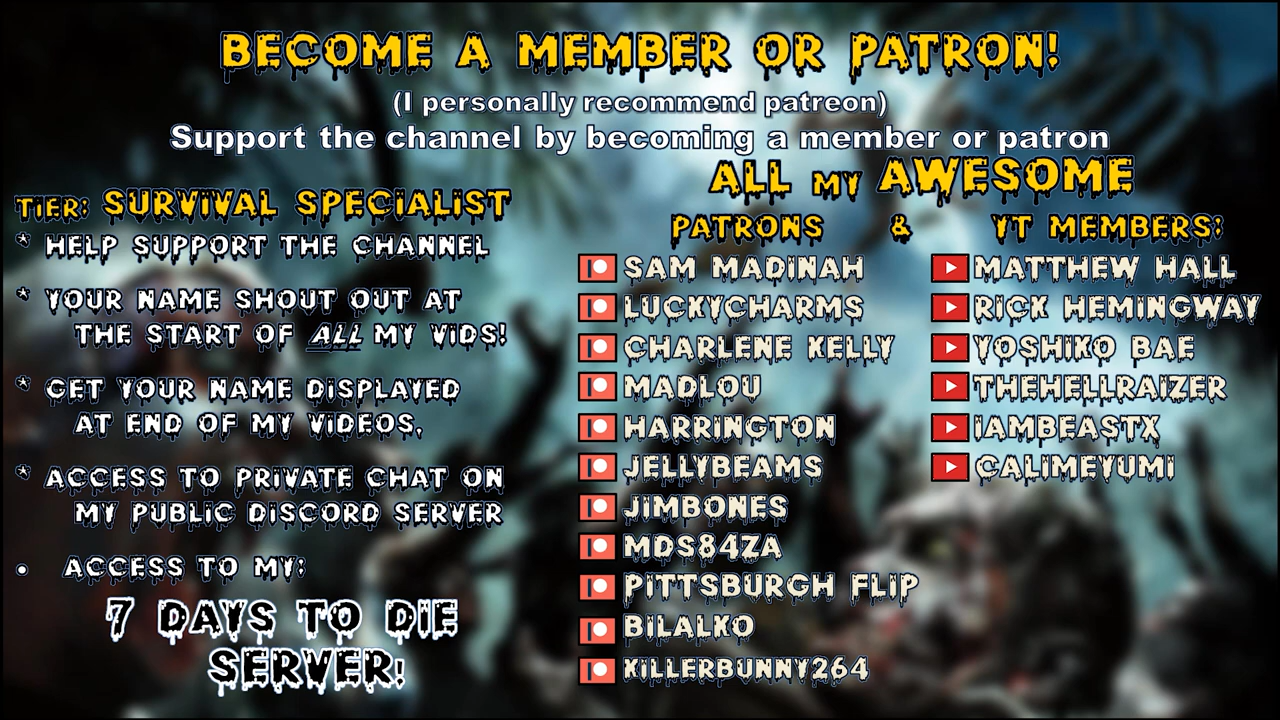 BECOME A MEMBER OR PATRON!
(I personally recommend patreon)
Support the channel by becoming a member or patron
TIER: SURVIVAL SPECIALIST
* HELP SUPPORT THE CHANNEL
* YOUR NAME SHOUT OUT AT
THE START OF ALL MY VIDS!
* GET YOUR NAME DISPLAYED
AT END OF MY VIDEOS.
* ACCESS TO PRIVATE CHAT ON
MY PUBLIC DISCORD SERVER
• ACCESS TO MY:
7 DAYS TO DIE
SERVER!
ALL MY AWESOME
PATRONS & YT MEMBERS:
SAM MADINAH
LUCKYCHARMS
CHARLENE KELLY
MADLOU
HARRINGTON
JELLYBEAMS
JIMBONES
MDS84ZA
PITTSBURGH FLIP
BILALKO
KILLERBUNNY264
MATTHEW HALL
RICK HEMINGWAY
YOSHIKO BAE
THEHELLRAIZER
IAMBEASTX
CALIMEYUMI